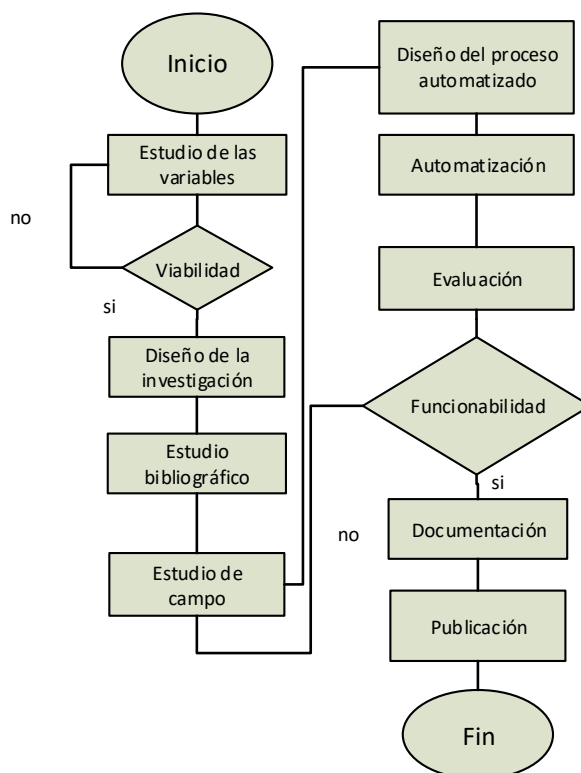 Inicio
Estudio de las
variables
no
Viabilidad
si
Diseño de la
investigación
Estudio
bibliográfico
Estudio de
campo
Diseño del proceso
automatizado
Automatización
Evaluación
Funcionabilidad
si
no
Documentación
Publicación
Fin